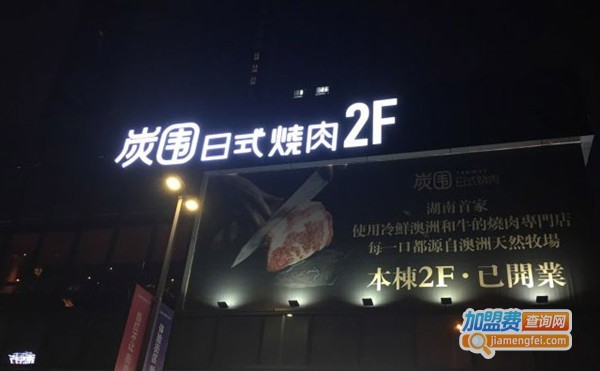 炭围日式燒肉2F
炭围
日式燒肉
湖南首家
使用冷鮮澳洲和牛的燒肉專門店
每一口都源自澳洲天然牧場
本棟2F·已開業
加盟费查询网
jiamengfei.com